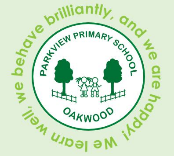 We learn well, we behave brilliantly, and we are happy!
PARKVIEW PRIMARY SCHOOL
OAKWOOD